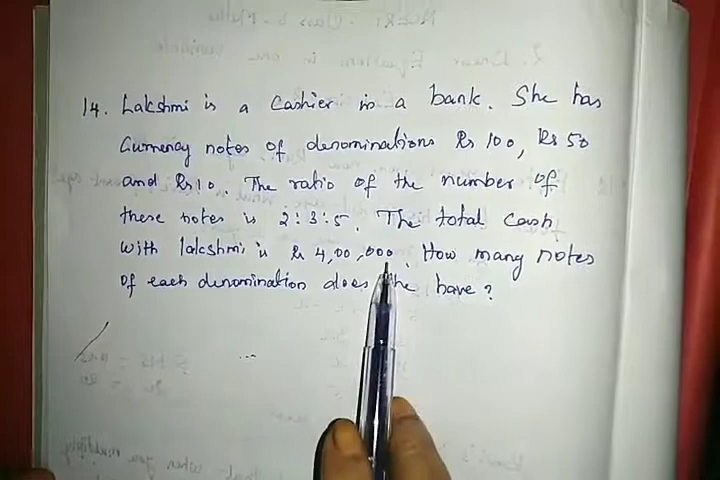 14. Lakshmi is a Cashier in a bank. She has
Currency notes of denominations Rs 100, Rs 50
and Rs 10. The ratio of the number of
these notes is 2:3:5. The total cash
with lakshmi is Rs 4,00,000. How many notes
of each denomination does she have?